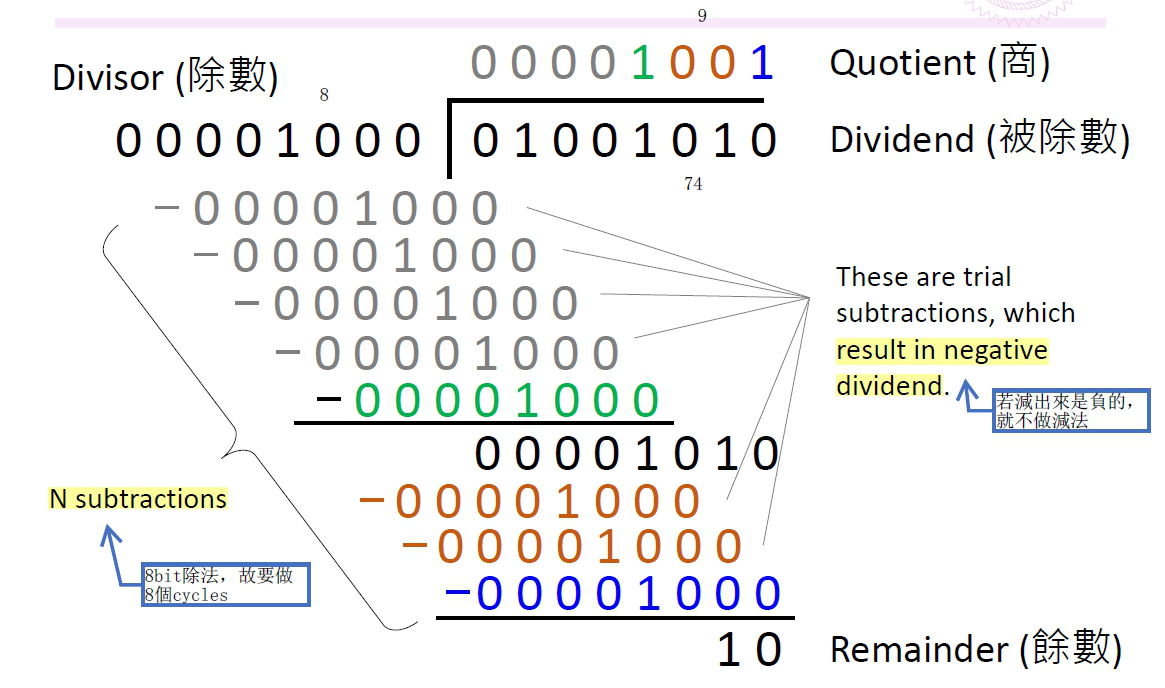 9
0 0 0 0 1 0 0 1
Quotient (商)
Divisor (除數)
8
0 0 0 0 1 0 0 0
0 1 0 0 1 0 1 0
Dividend (被除數)
74
− 0 0 0 0 1 0 0 0
− 0 0 0 0 1 0 0 0
− 0 0 0 0 1 0 0 0
− 0 0 0 0 1 0 0 0
− 0 0 0 0 1 0 0 0
0 0 0 0 1 0 1 0
− 0 0 0 0 1 0 0 0
− 0 0 0 0 1 0 0 0
− 0 0 0 0 1 0 0 0
1 0
Remainder (餘數)
These are trial
subtractions, which
result in negative
dividend.
若減出來是負的,
就不做減法
N subtractions
8bit除法, 故要做
8個cycles